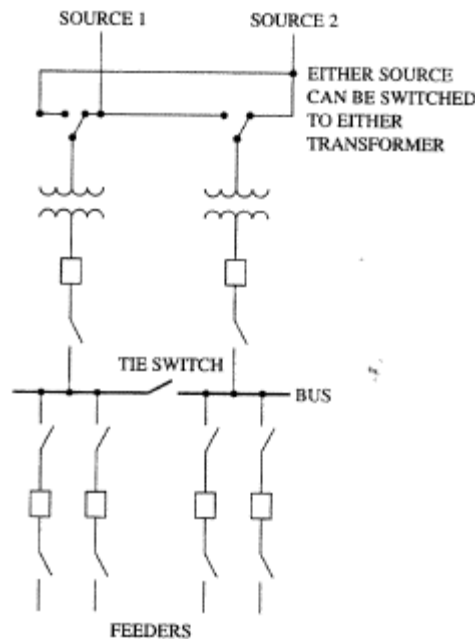 SOURCE 1
SOURCE 2
EITHER SOURCE
CAN BE SWITCHED
TO EITHER
TRANSFORMER
TIE SWITCH
BUS
FEEDERS